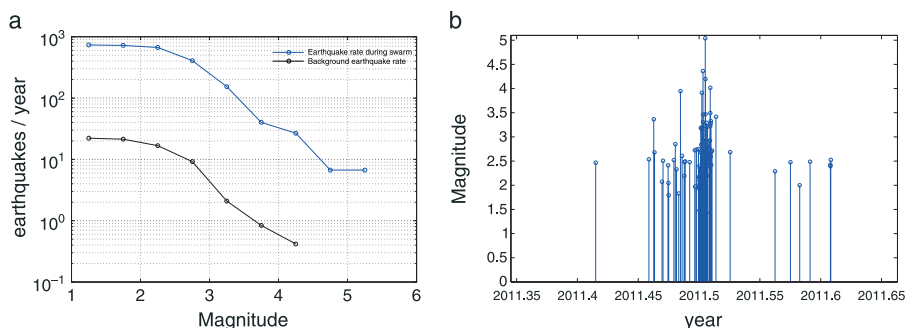 a
earthquakes / year
10³
10²
10¹
10⁰
10⁻¹
Earthquake rate during swarm
Background earthquake rate
1 2 3 4 5 6
Magnitude
b
Magnitude
5
4.5
4
3.5
3
2.5
2
1.5
1
0.5
0
2011.35 2011.4 2011.45 2011.5 2011.55 2011.6 2011.65
year